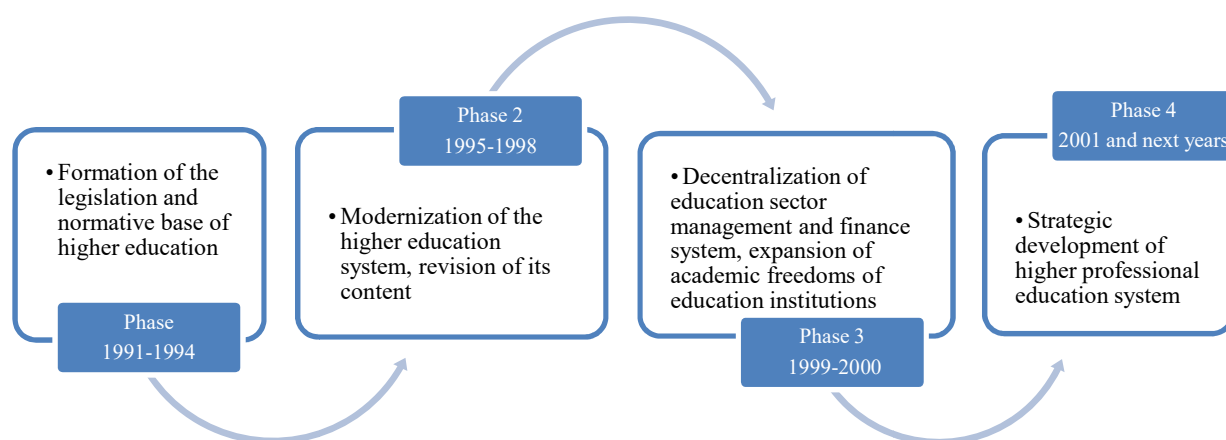 • Formation of the
legislation and
normative base of
higher education
Phase
1991-1994
Phase 2
1995-1998
• Modernization of the
higher education
system, revision of its
content
• Decentralization of
education sector
management and finance
system, expansion of
academic freedoms of
education institutions
Phase 3
1999-2000
Phase 4
2001 and next years
• Strategic
development of
higher professional
education system